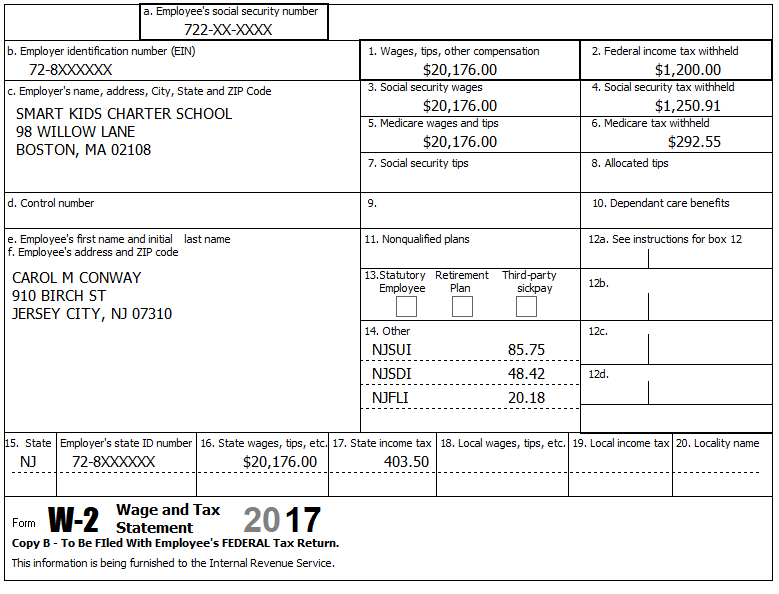 a. Employee's social security number
722-XX-XXXX
b. Employer identification number (EIN)
72-8XXXXXX
1. Wages, tips, other compensation
$20,176.00
2. Federal income tax withheld
$1,200.00
c. Employer's name, address, City, State and ZIP Code
SMART KIDS CHARTER SCHOOL
98 WILLOW LANE
BOSTON, MA 02108
3. Social security wages
$20,176.00
4. Social security tax withheld
$1,250.91
5. Medicare wages and tips
$20,176.00
6. Medicare tax withheld
$292.55
7. Social security tips
8. Allocated tips
d. Control number
9.
10. Dependant care benefits
e. Employee's first name and initial last name
f. Employee's address and ZIP code
CAROL M CONWAY
910 BIRCH ST
JERSEY CITY, NJ 07310
11. Nonqualified plans
12a. See instructions for box 12
13.Statutory Employee
Retirement Plan
Third-party sickpay
12b.
14. Other
NJSUI 85.75
NJSDI 48.42
NJFLI 20.18
12c.
12d.
15. State Employer's state ID number 16. State wages, tips, etc. 17. State income tax 18. Local wages, tips, etc. 19. Local income tax 20. Locality name
NJ 72-8XXXXXX $20,176.00 403.50
Form W-2 Wage and Tax Statement 2017
Copy B - To Be FIled With Employee's FEDERAL Tax Return.
This information is being furnished to the Internal Revenue Service.